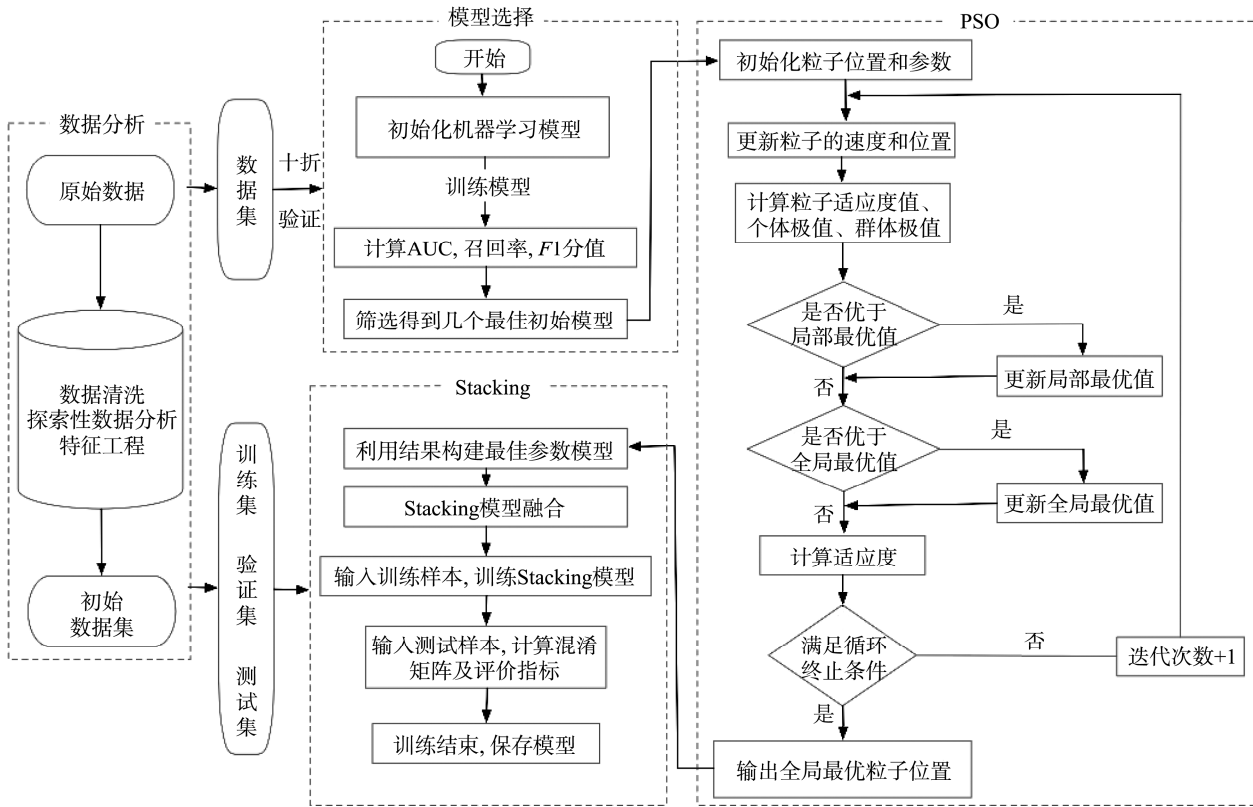 数据分析
原始数据
数据清洗
探索性数据分析
特征工程
初始
数据集
数
据
集
十折
验证
训
练
集
验
证
集
测
试
集
模型选择
开始
初始化机器学习模型
训练模型
计算AUC, 召回率, F1分值
筛选得到几个最佳初始模型
Stacking
利用结果构建最佳参数模型
Stacking模型融合
输入训练样本, 训练Stacking模型
输入测试样本, 计算混淆
矩阵及评价指标
训练结束, 保存模型
PSO
初始化粒子位置和参数
更新粒子的速度和位置
计算粒子适应度值、
个体极值、群体极值
是否优于
局部最优值
是
更新局部最优值
否
是否优于
全局最优值
是
更新全局最优值
否
计算适应度
满足循环
终止条件
否
迭代次数+1
是
输出全局最优粒子位置